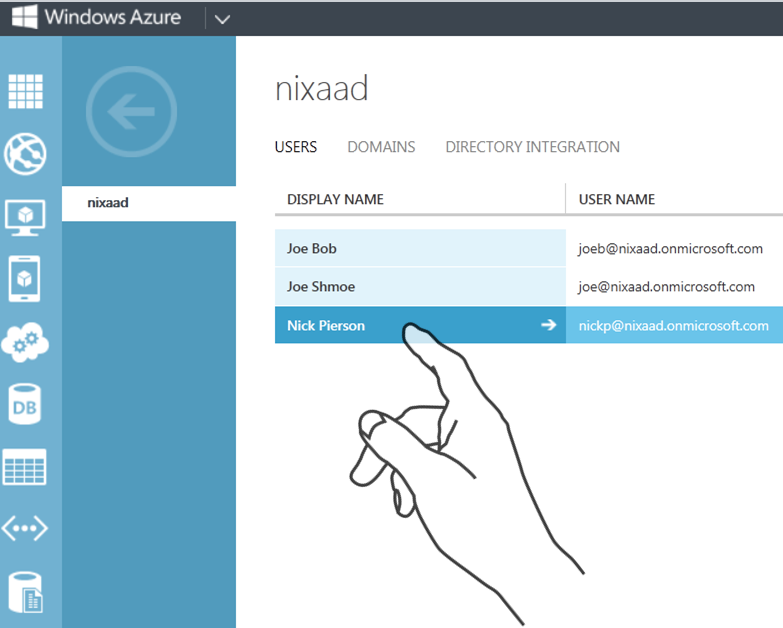 Windows Azure
nixaad
USERS DOMAINS DIRECTORY INTEGRATION
nixaad
DISPLAY NAME USER NAME
Joe Bob joeb@nixaad.onmicrosoft.com
Joe Shmoe joe@nixaad.onmicrosoft.com
Nick Pierson nickp@nixaad.onmicrosoft.com
DB